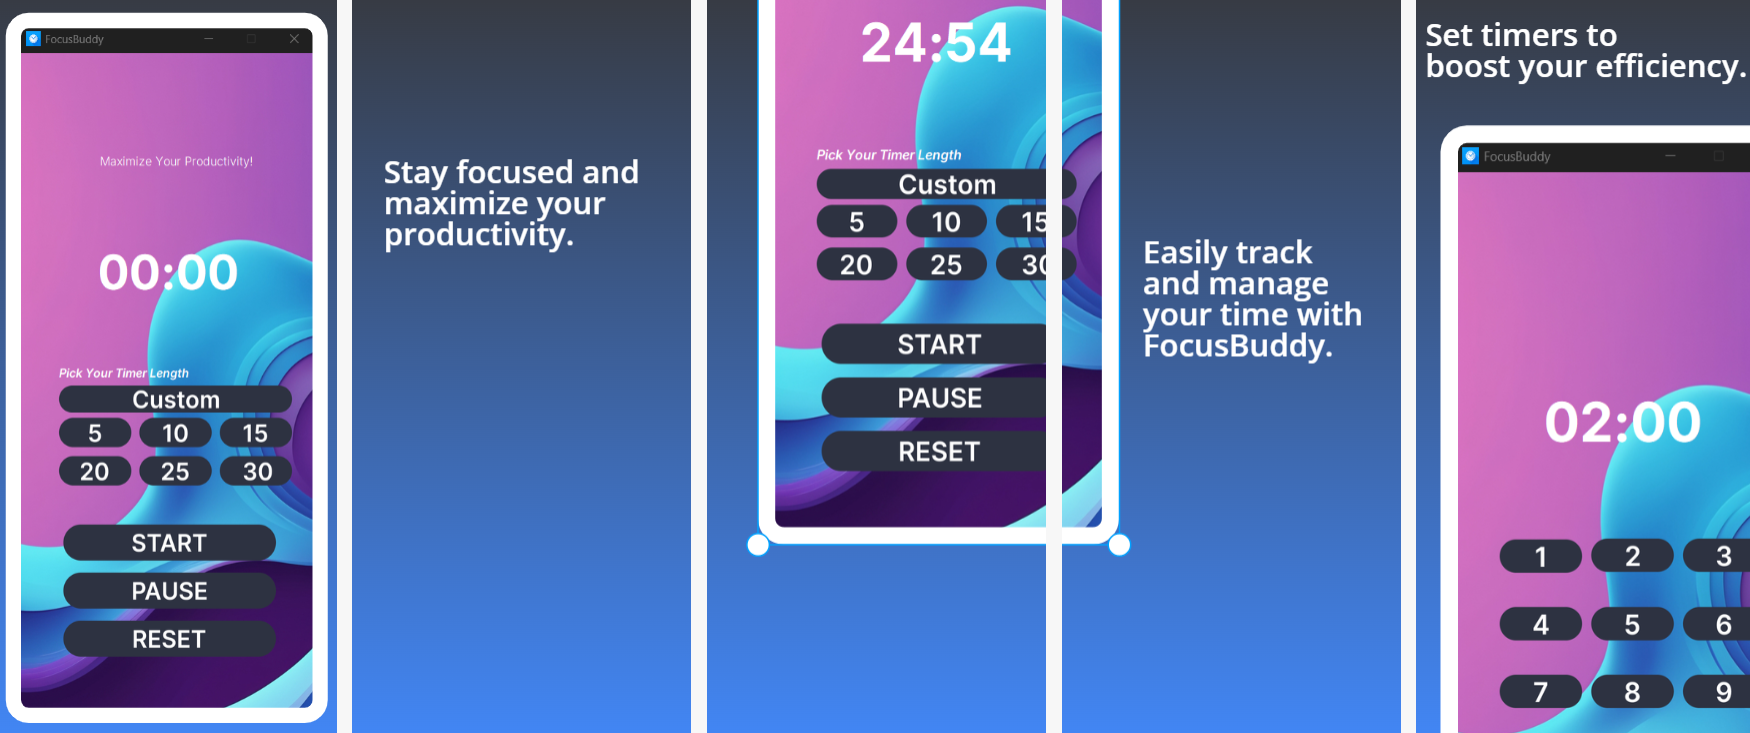 FocusBuddy
Maximize Your Productivity!
00:00
Pick Your Timer Length
Custom
5 10 15
20 25 30
START
PAUSE
RESET
Stay focused and
maximize your
productivity.
24:54
Pick Your Timer Length
Custom
5 10 15
20 25 30
START
PAUSE
RESET
Easily track
and manage
your time with
FocusBuddy.
Set timers to
boost your efficiency.
FocusBuddy
02:00
1 2 3
4 5 6
7 8 9